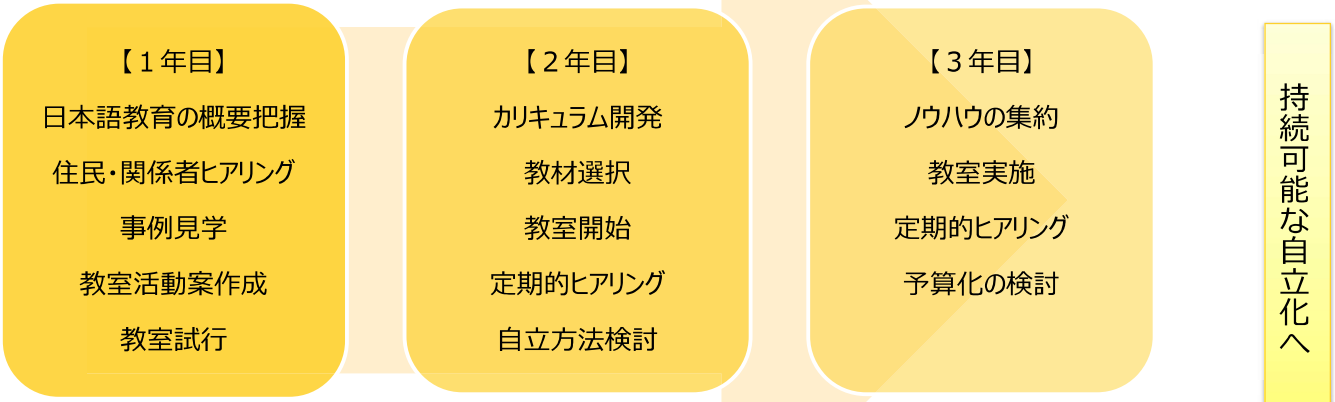 【１年目】
日本語教育の概要把握
住民・関係者ヒアリング
事例見学
教室活動案作成
教室試行
【２年目】
カリキュラム開発
教材選択
教室開始
定期的ヒアリング
自立方法検討
【３年目】
ノウハウの集約
教室実施
定期的ヒアリング
予算化の検討
持続可能な自立化へ